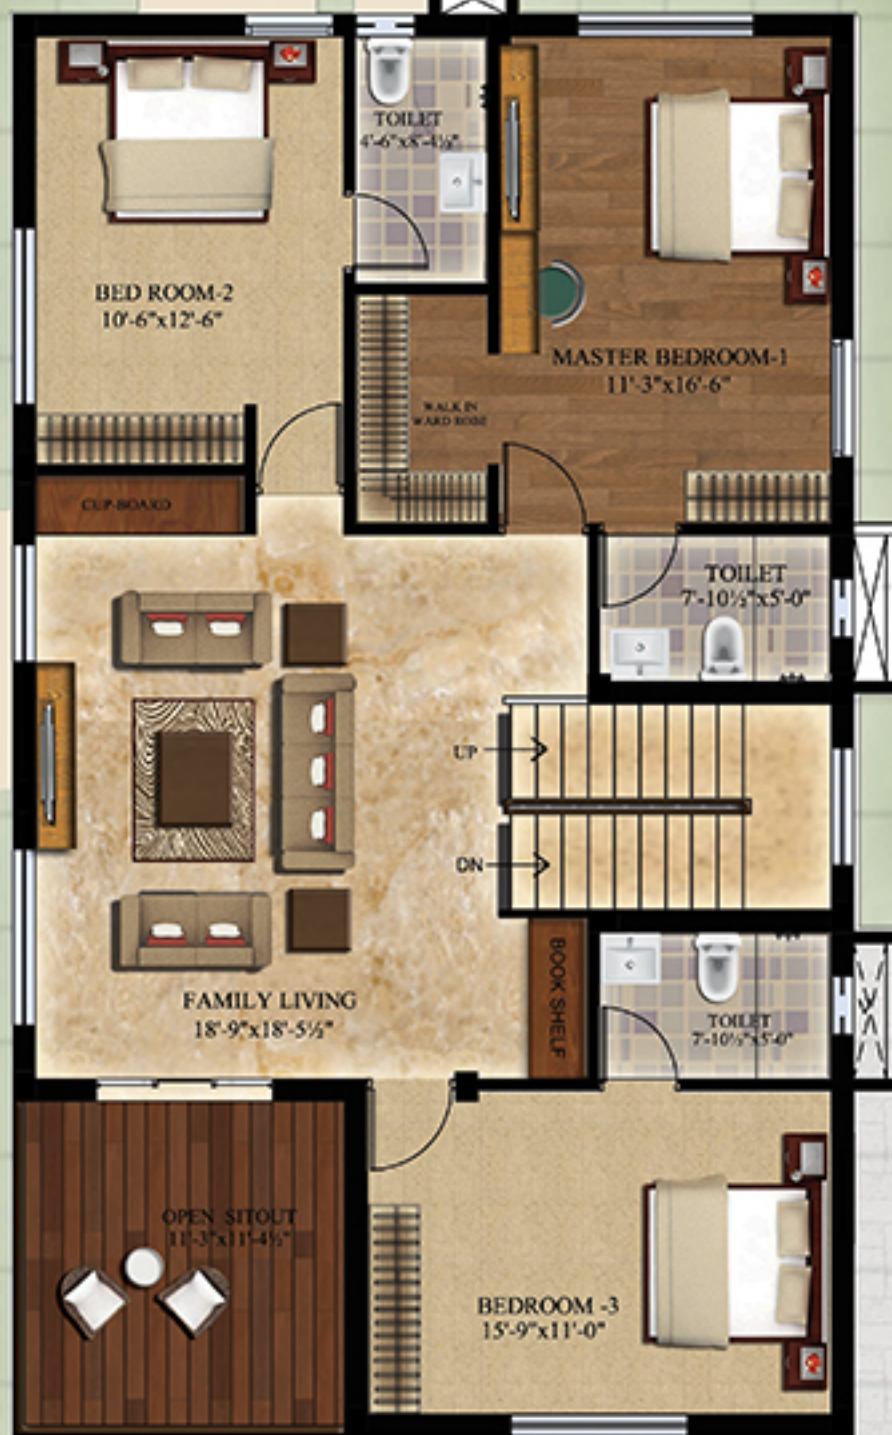 TOILET
4'-6"x8'-4½"
BED ROOM-2
10'-6"x12'-6"
MASTER BEDROOM-1
11'-3"x16'-6"
WALK IN
WARD ROBE
CUP-BOARD
TOILET
7'-10½"x5'-0"
UP
DN
BOOK SHELF
FAMILY LIVING
18'-9"x18'-5½"
TOILET
7'-10½"x5'-0"
OPEN SITOUT
11'-3"x11'-4½"
BEDROOM -3
15'-9"x11'-0"